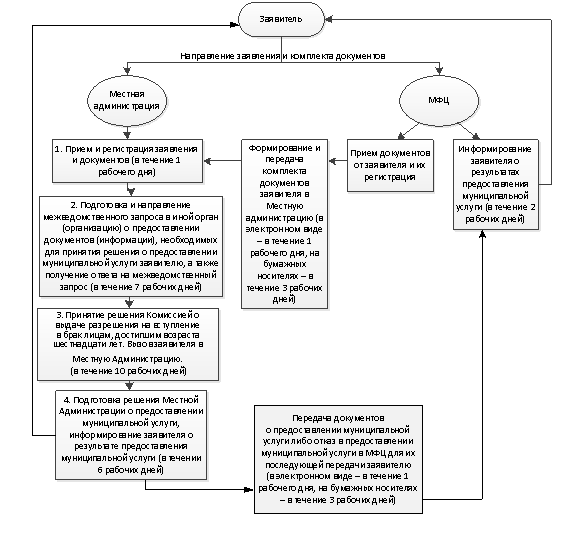 Заявитель
Направление заявления и комплекта документов
Местная
администрация
МФЦ
1. Прием и регистрация заявления
и документов (в течение 1
рабочего дня)
Формирование и
передача
комплекта
документов
заявителя в
Местную
администрацию (в
электронном виде
– в течение 1
рабочего дня, на
бумажных
носителях – в
течение 3 рабочих
дней)
Прием документов
от заявителя и их
регистрация
Информирование
заявителя о
результатах
предоставления
муниципальной
услуги (в течение 2
рабочих дней)
2. Подготовка и направление
межведомственного запроса в иной орган
(организацию) о предоставлении
документов (информации), необходимых
для принятия решения о предоставлении
муниципальной услуги заявителю, а также
получение ответа на межведомственный
запрос (в течение 7 рабочих дней)
3. Принятие решения Комиссией о
выдаче разрешения на вступление
в брак лицам, достигшим возраста
шестнадцати лет. Вызов заявителя в
Местную Администрацию.
(в течение 10 рабочих дней)
4. Подготовка решения Местной
Администрации о предоставлении
муниципальной услуги,
информирование заявителя о
результате предоставления
муниципальной услуги (в течении
6 рабочих дней)
Передача документов
о предоставлении муниципальной
услуги либо отказ в предоставлении
муниципальной услуги в МФЦ для их
последующей передачи заявителю
(в электронном виде – в течение 1
рабочего дня, на бумажных носителях
– в течение 3 рабочих дней)